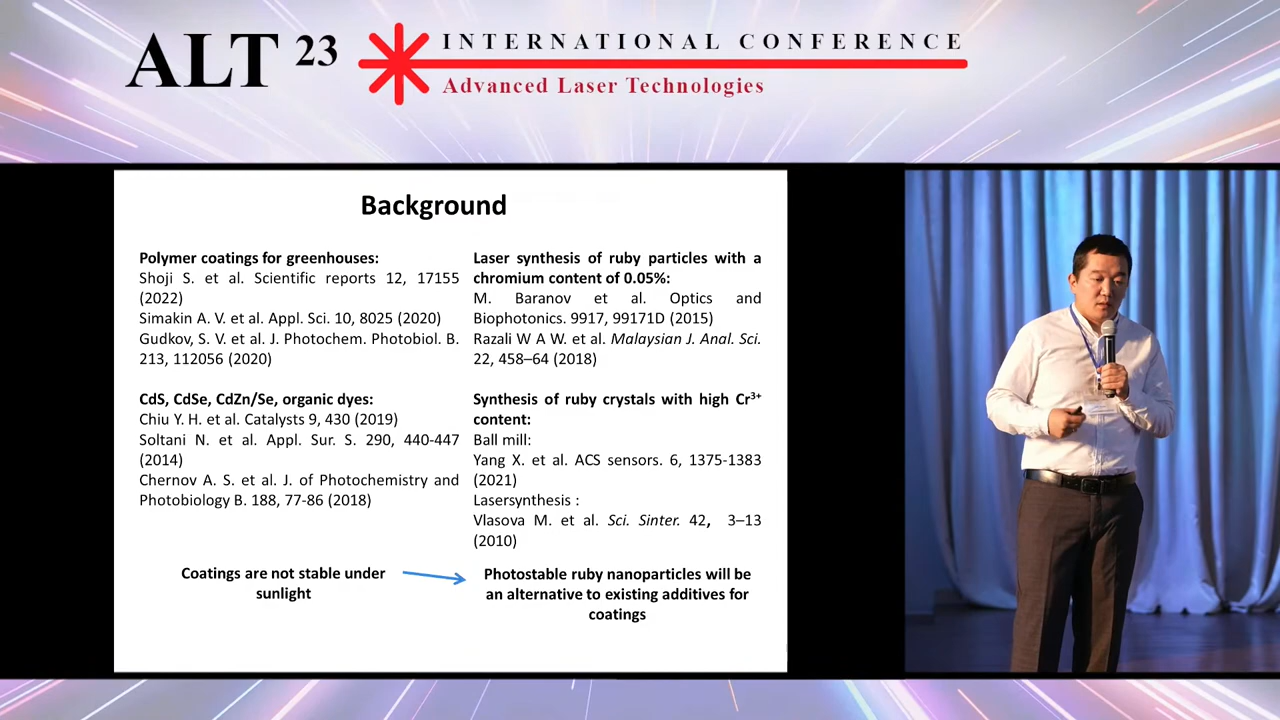 ALT 23
INTERNATIONAL CONFERENCE
Advanced Laser Technologies
Background
Polymer coatings for greenhouses:
Shoji S. et al. Scientific reports 12, 17155
(2022)
Simakin A. V. et al. Appl. Sci. 10, 8025 (2020)
Gudkov, S. V. et al. J. Photochem. Photobiol. B.
213, 112056 (2020)
CdS, CdSe, CdZn/Se, organic dyes:
Chiu Y. H. et al. Catalysts 9, 430 (2019)
Soltani N. et al. Appl. Sur. S. 290, 440-447
(2014)
Chernov A. S. et al. J. of Photochemistry and
Photobiology B. 188, 77-86 (2018)
Coatings are not stable under
sunlight
Laser synthesis of ruby particles with a
chromium content of 0.05%:
M. Baranov et al. Optics and
Biophotonics. 9917, 99171D (2015)
Razali W A W. et al. Malaysian J. Anal. Sci.
22, 458–64 (2018)
Synthesis of ruby crystals with high Cr³⁺
content:
Ball mill:
Yang X. et al. ACS sensors. 6, 1375-1383
(2021)
Lasersynthesis :
Vlasova M. et al. Sci. Sinter. 42, 3–13
(2010)
Photostable ruby nanoparticles will be
an alternative to existing additives for
coatings